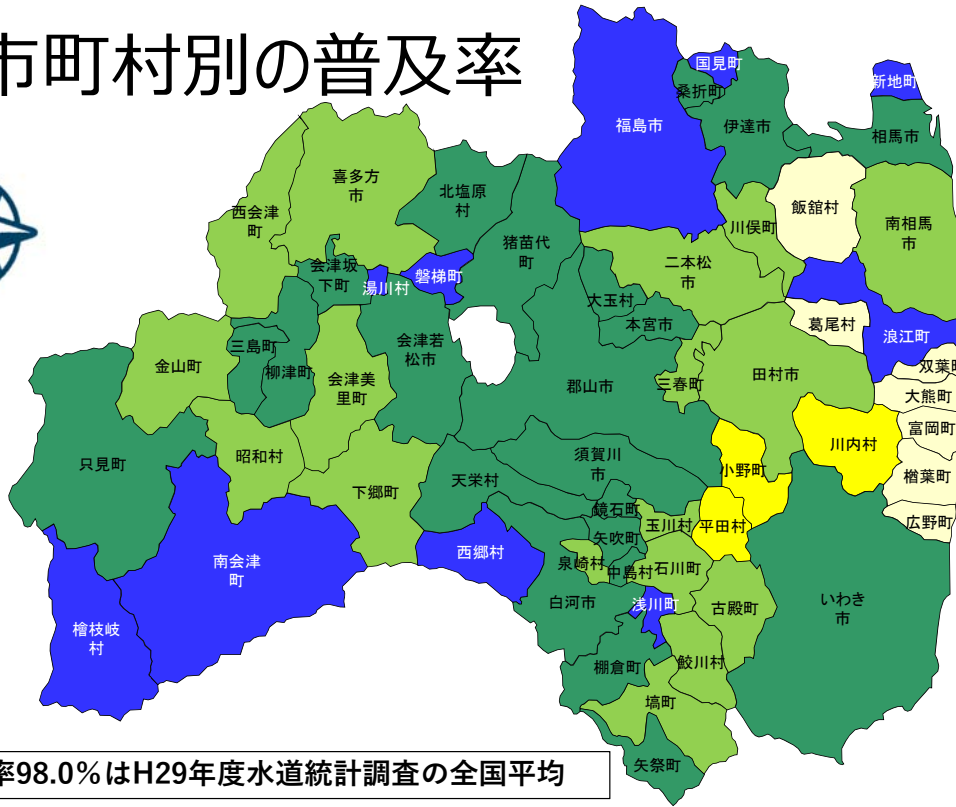 市町村別の普及率
国見町
桑折町
新地町
福島市
伊達市
相馬市
喜多方
市
北塩原
村
西会津
町
飯舘村
川俣町
南相馬
市
猪苗代
町
二本松
市
会津坂
下町
湯川村
磐梯町
大玉村
本宮市
葛尾村
浪江町
三島町
会津若
松市
金山町
柳津町
会津美
里町
双葉町
大熊町
郡山市
三春町
田村市
富岡町
川内村
只見町
昭和村
須賀川
市
小野町
楢葉町
天栄村
下郷町
鏡石町
玉川村
平田村
広野町
矢吹町
西郷村
南会津
町
泉崎村
中島村
石川町
白河市
浅川町
古殿町
いわき
市
檜枝岐
村
棚倉町
鮫川村
塙町
矢祭町
率98.0%はH29年度水道統計調査の全国平均